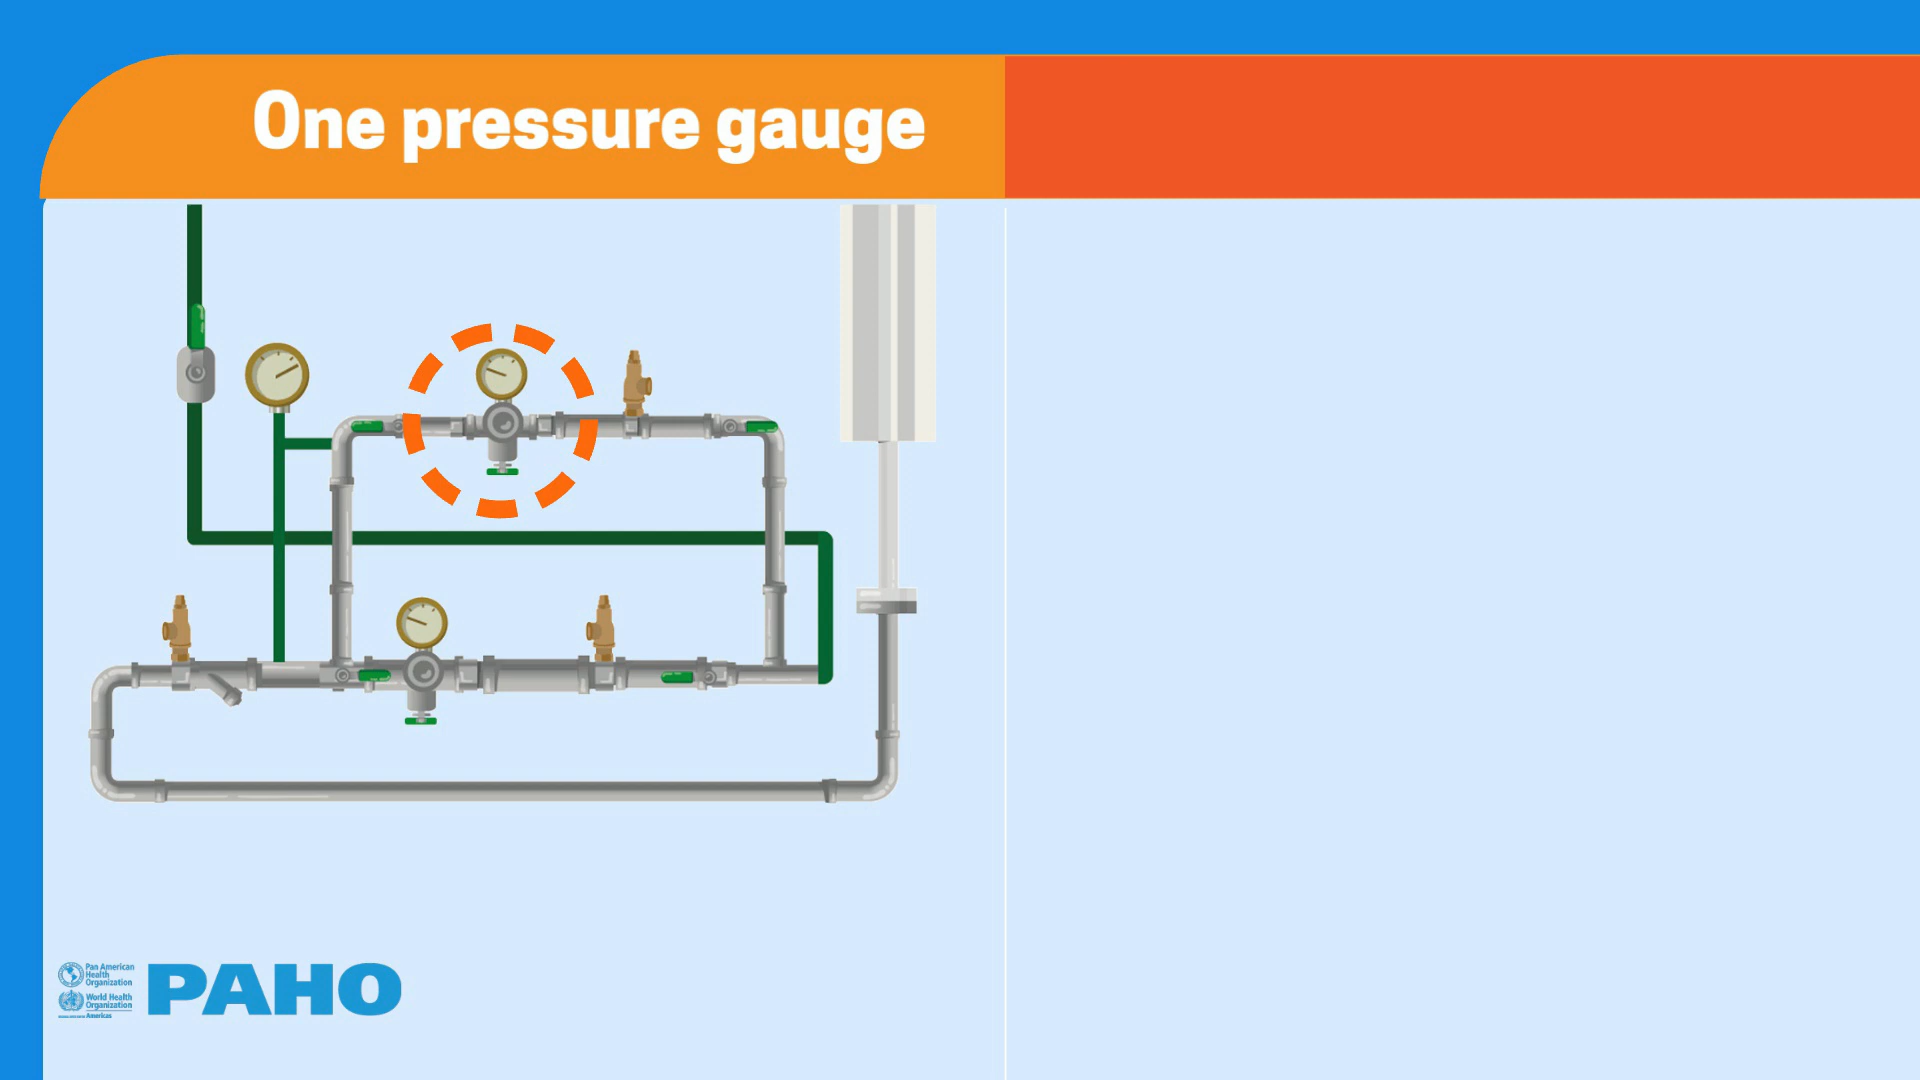 One pressure gauge
Pan American
Health
Organization
World Health
Organization
Americas
PAHO